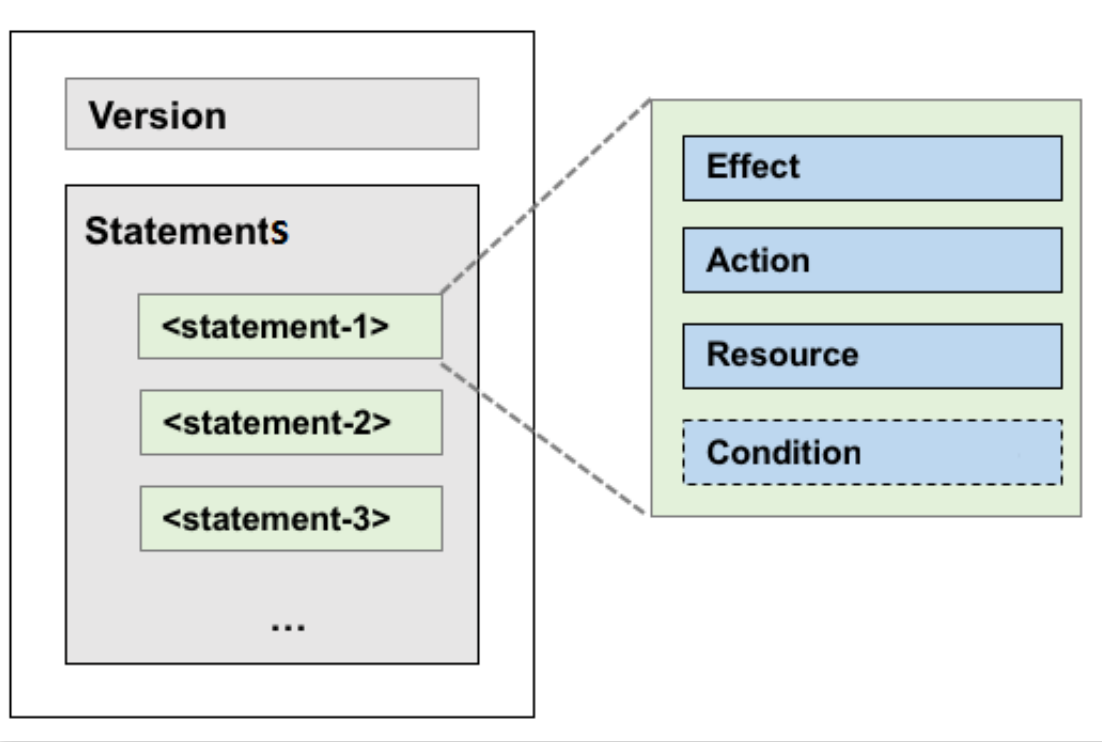 Version
Statements
<statement-1>
<statement-2>
<statement-3>
...
Effect
Action
Resource
Condition